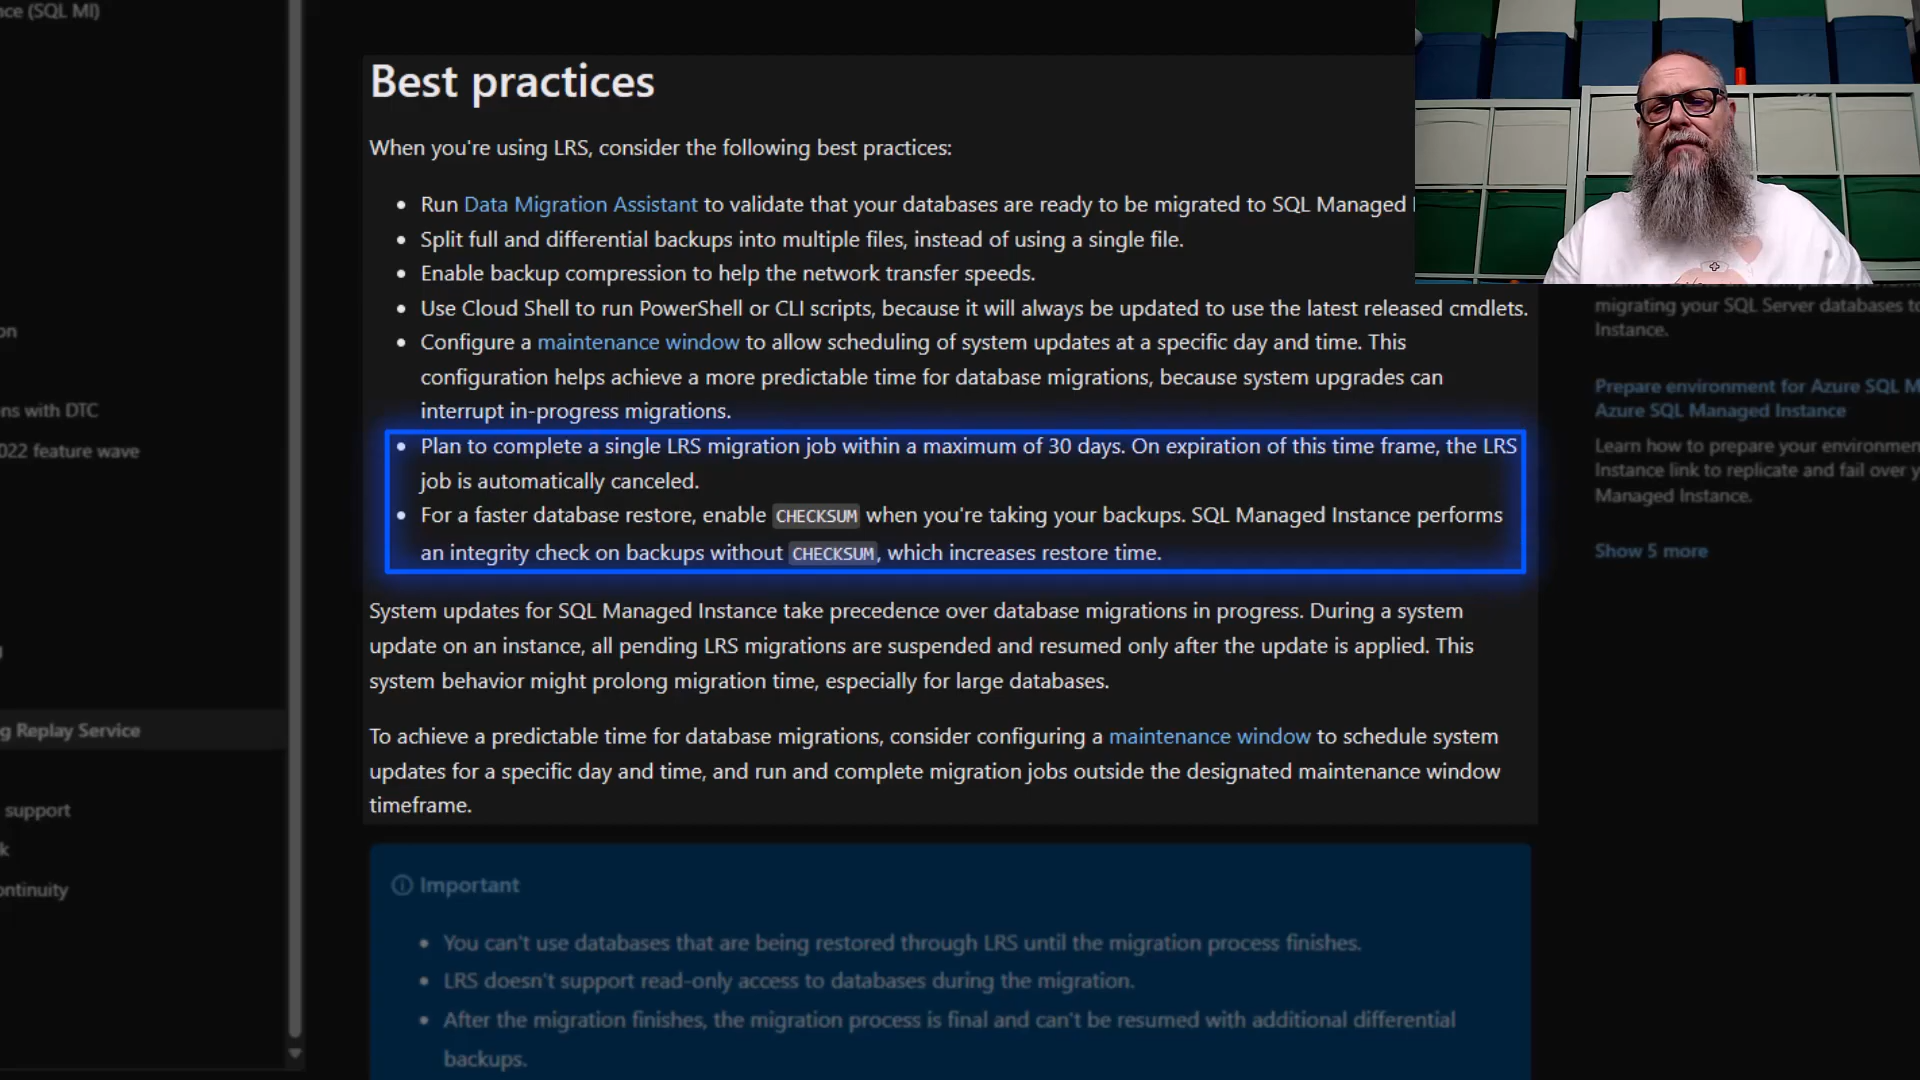 nce (SQL MI)
on
ns with DTC
022 feature wave
g Replay Service
support
k
ontinuity
Best practices
When you're using LRS, consider the following best practices:
• Run Data Migration Assistant to validate that your databases are ready to be migrated to SQL Managed I
• Split full and differential backups into multiple files, instead of using a single file.
• Enable backup compression to help the network transfer speeds.
• Use Cloud Shell to run PowerShell or CLI scripts, because it will always be updated to use the latest released cmdlets.
• Configure a maintenance window to allow scheduling of system updates at a specific day and time. This
configuration helps achieve a more predictable time for database migrations, because system upgrades can
interrupt in-progress migrations.
• Plan to complete a single LRS migration job within a maximum of 30 days. On expiration of this time frame, the LRS
job is automatically canceled.
• For a faster database restore, enable CHECKSUM when you're taking your backups. SQL Managed Instance performs
an integrity check on backups without CHECKSUM, which increases restore time.
System updates for SQL Managed Instance take precedence over database migrations in progress. During a system
update on an instance, all pending LRS migrations are suspended and resumed only after the update is applied. This
system behavior might prolong migration time, especially for large databases.
To achieve a predictable time for database migrations, consider configuring a maintenance window to schedule system
updates for a specific day and time, and run and complete migration jobs outside the designated maintenance window
timeframe.
Important
• You can't use databases that are being restored through LRS until the migration process finishes.
• LRS doesn't support read-only access to databases during the migration.
• After the migration finishes, the migration process is final and can't be resumed with additional differential
backups.
migrating your SQL Server databases to
Instance.
Prepare environment for Azure SQL M
Azure SQL Managed Instance
Learn how to prepare your environmen
Instance link to replicate and fail over y
Managed Instance.
Show 5 more